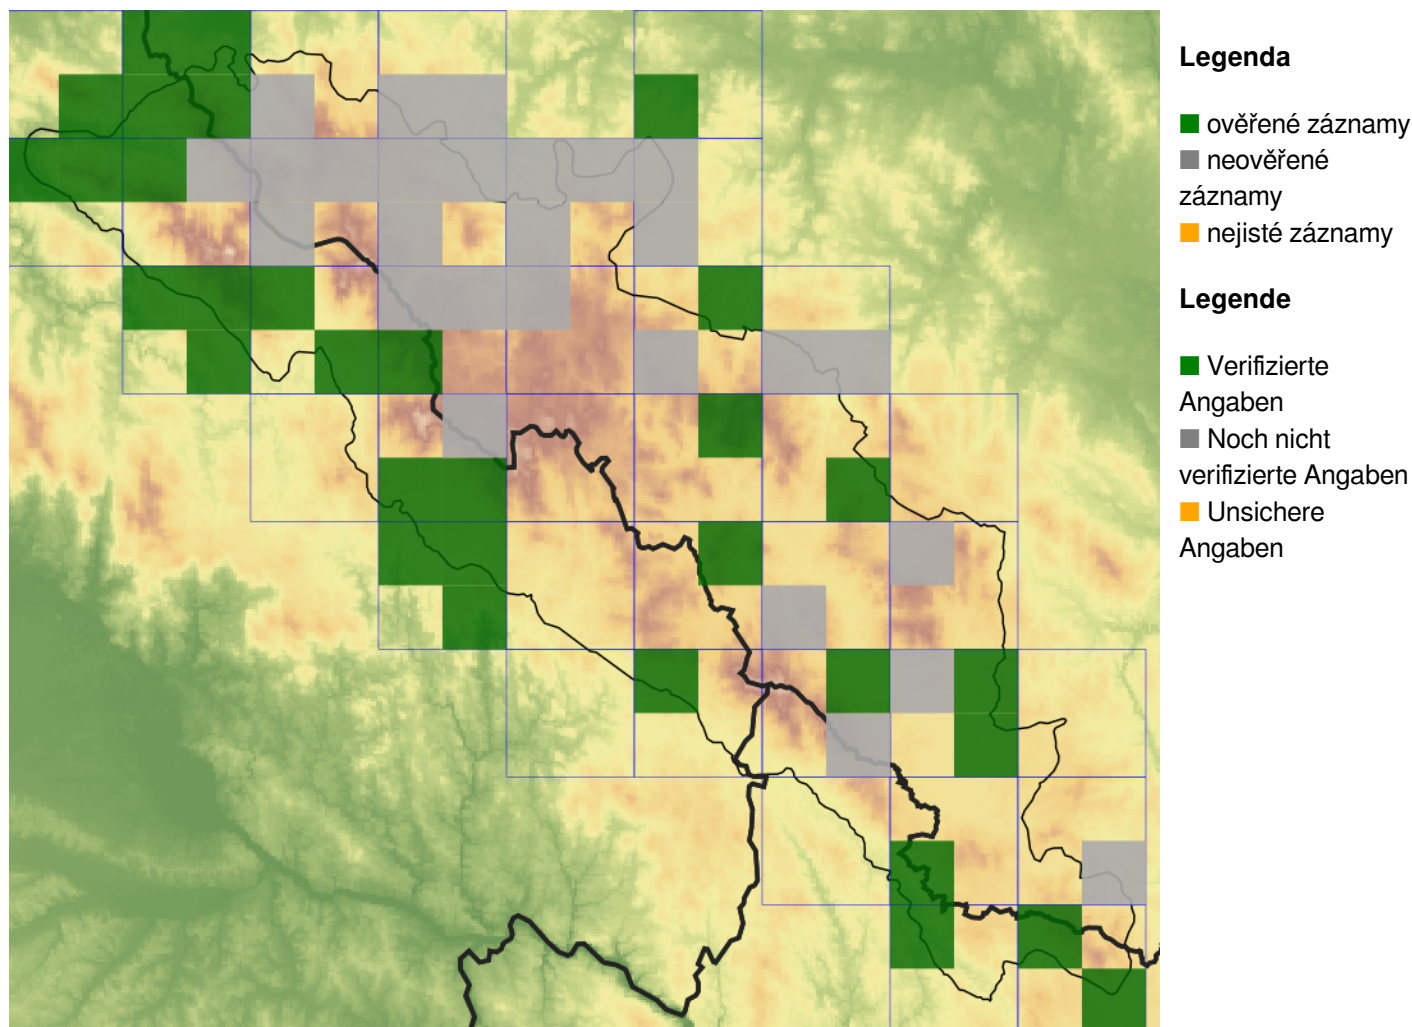 Legenda
ověřené záznamy
neověřené
záznamy
nejisté záznamy
Legende
Verifizierte
Angaben
Noch nicht
verifizierte Angaben
Unsichere
Angaben